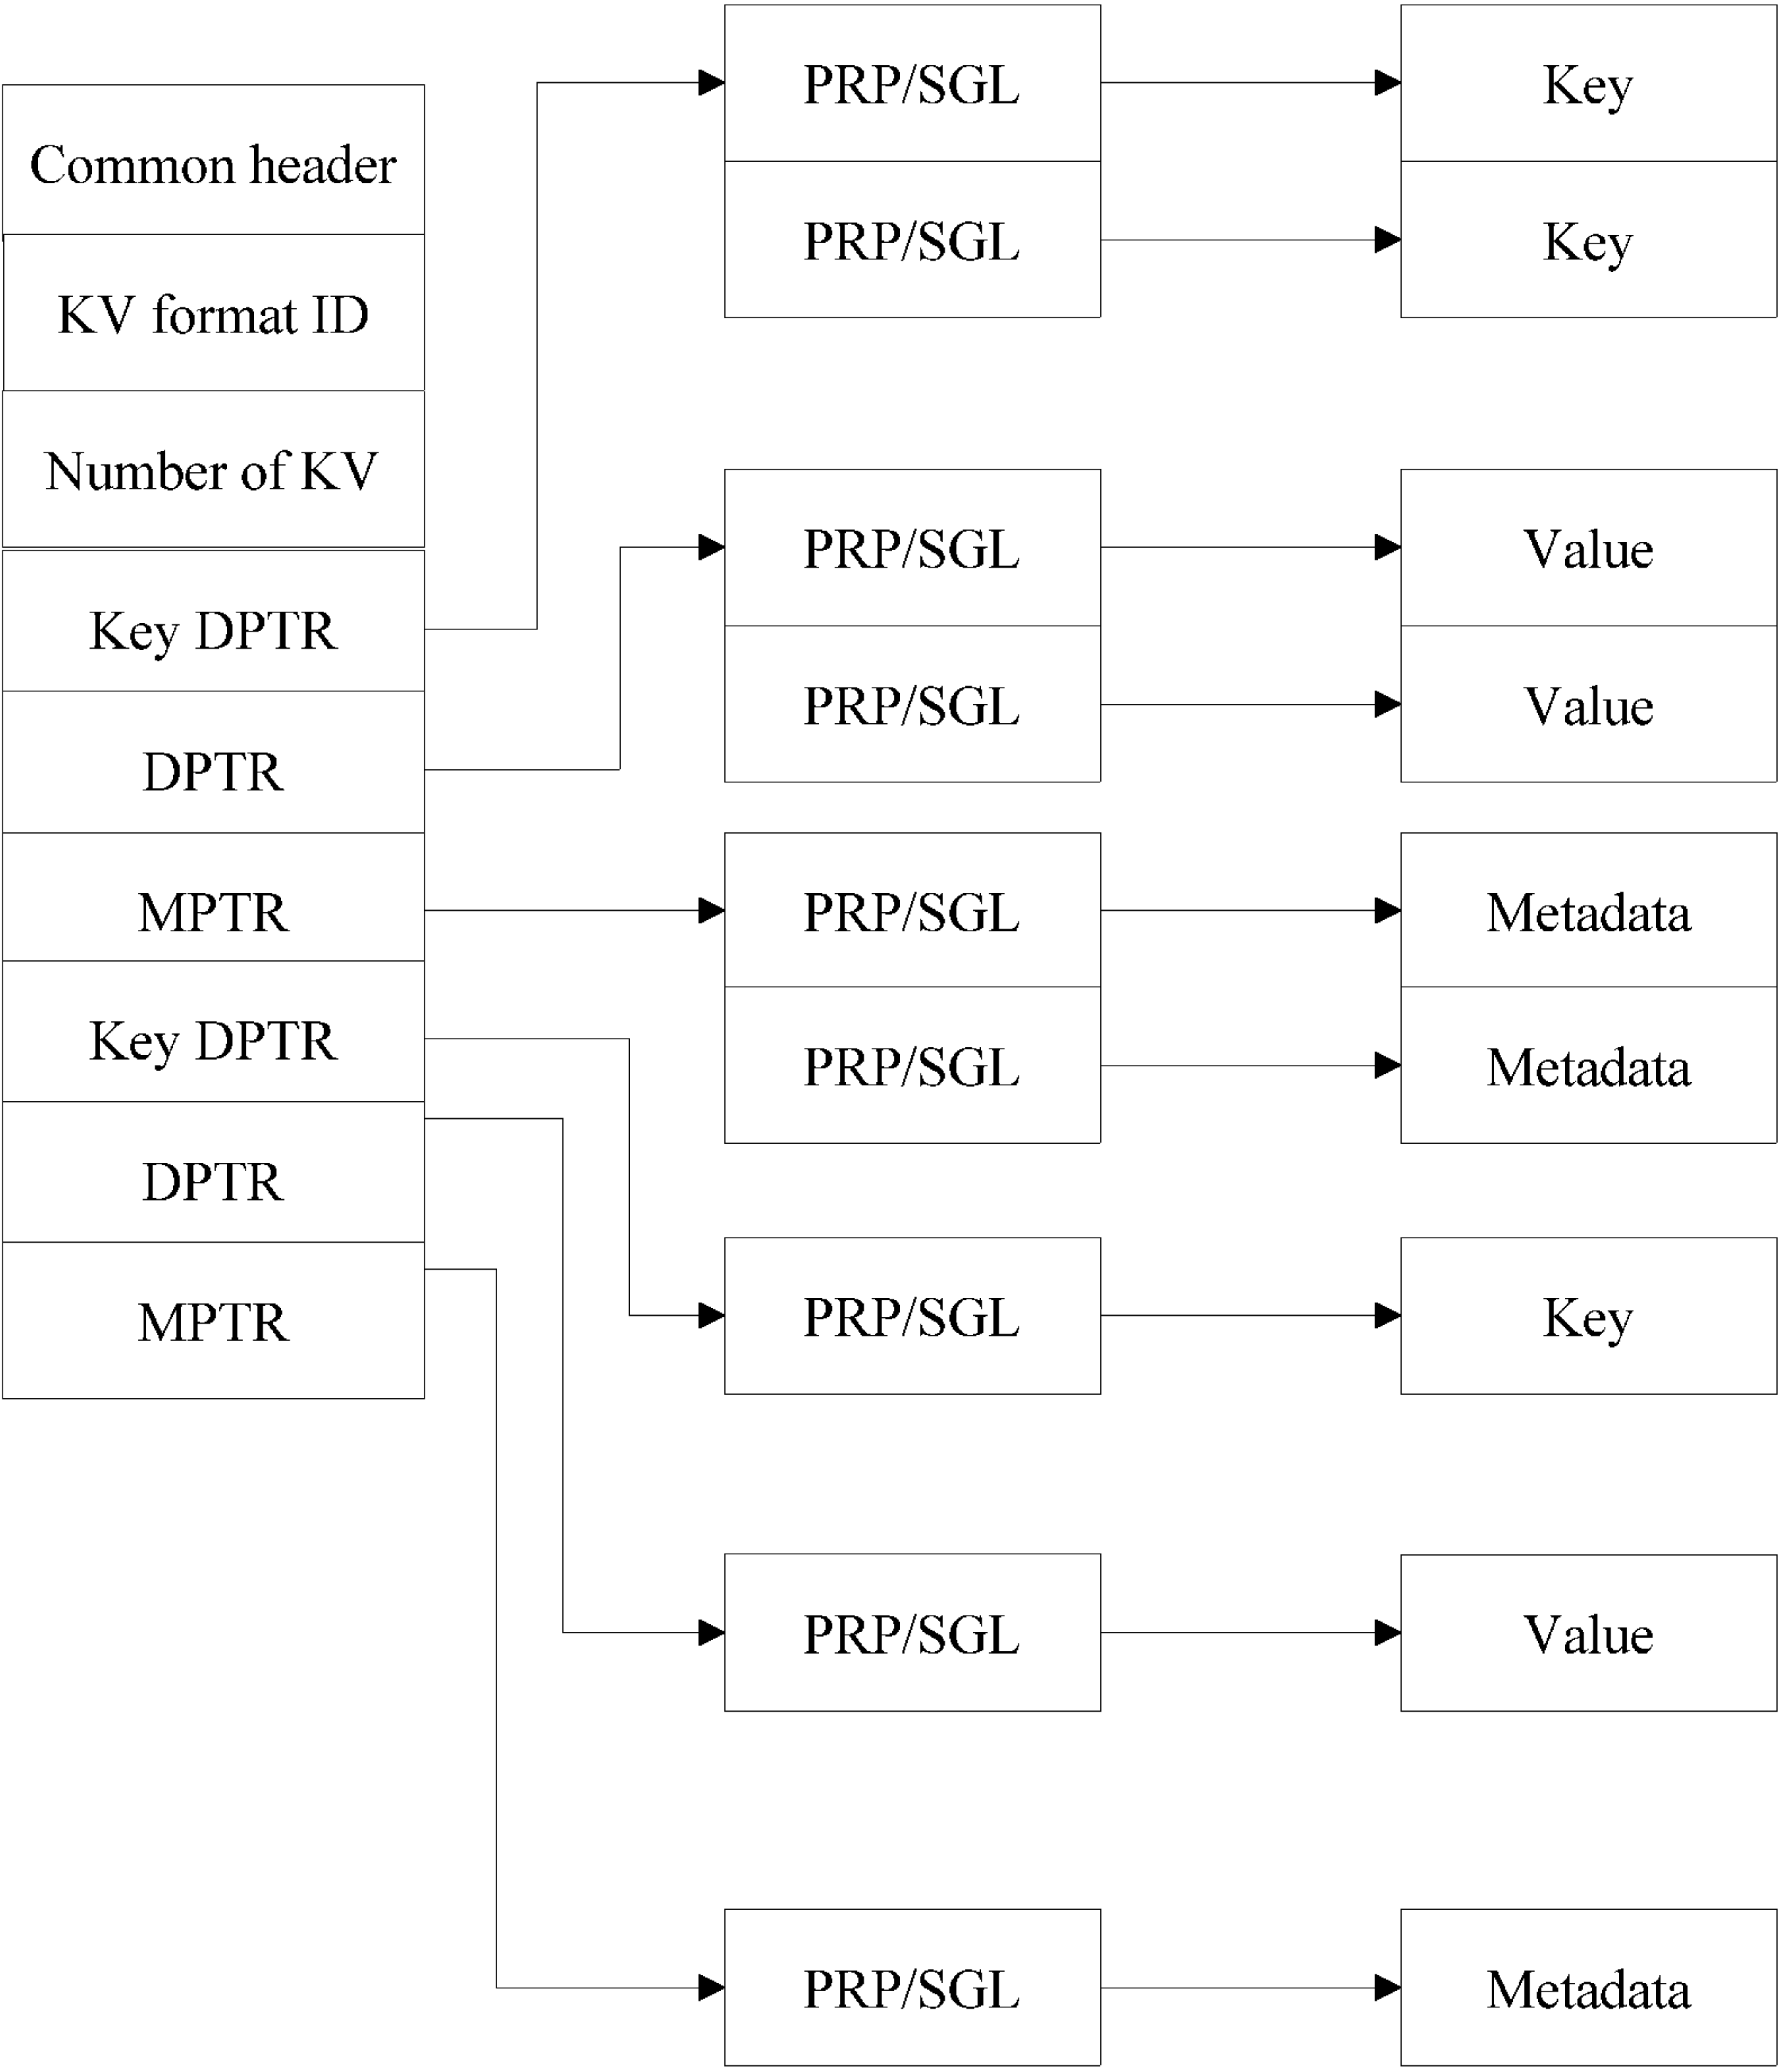 Common header
KV format ID
Number of KV
Key DPTR
DPTR
MPTR
Key DPTR
DPTR
MPTR
PRP/SGL
PRP/SGL
PRP/SGL
PRP/SGL
PRP/SGL
PRP/SGL
PRP/SGL
PRP/SGL
PRP/SGL
Key
Key
Value
Value
Metadata
Metadata
Key
Value
Metadata